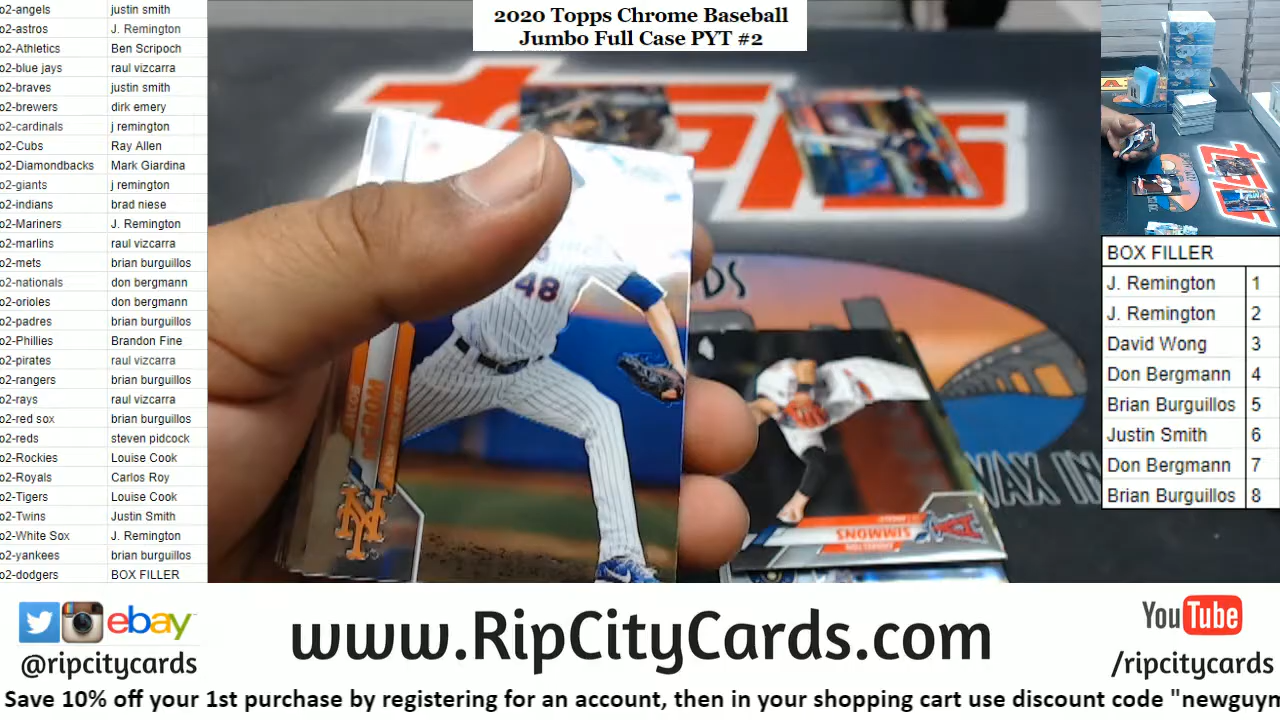 2020 Topps Chrome Baseball
Jumbo Full Case PYT #2
o2-angels justin smith
o2-astros J. Remington
o2-Athletics Ben Scripoch
o2-blue jays raul vizcarra
o2-braves justin smith
o2-brewers dirk emery
o2-cardinals j remington
o2-Cubs Ray Allen
o2-Diamondbacks Mark Giardina
o2-giants j remington
o2-indians brad niese
o2-Mariners J. Remington
o2-marlins raul vizcarra
o2-mets brian burguillos
o2-nationals don bergmann
o2-orioles don bergmann
o2-padres brian burguillos
o2-Phillies Brandon Fine
o2-pirates raul vizcarra
o2-rangers brian burguillos
o2-rays raul vizcarra
o2-red sox brian burguillos
o2-reds steven pidcock
o2-Rockies Louise Cook
o2-Royals Carlos Roy
o2-Tigers Louise Cook
o2-Twins Justin Smith
o2-White Sox J. Remington
o2-yankees brian burguillos
o2-dodgers BOX FILLER
topps
48
JACOB
DEGROM
NY
DS
WAX IN
SIMMONS
BOX FILLER
J. Remington 1
J. Remington 2
David Wong 3
Don Bergmann 4
Brian Burguillos 5
Justin Smith 6
Don Bergmann 7
Brian Burguillos 8
ebay
@ripcitycards
www.RipCityCards.com
YouTube
/ripcitycards
Save 10% off your 1st purchase by registering for an account, then in your shopping cart use discount code "newguyn